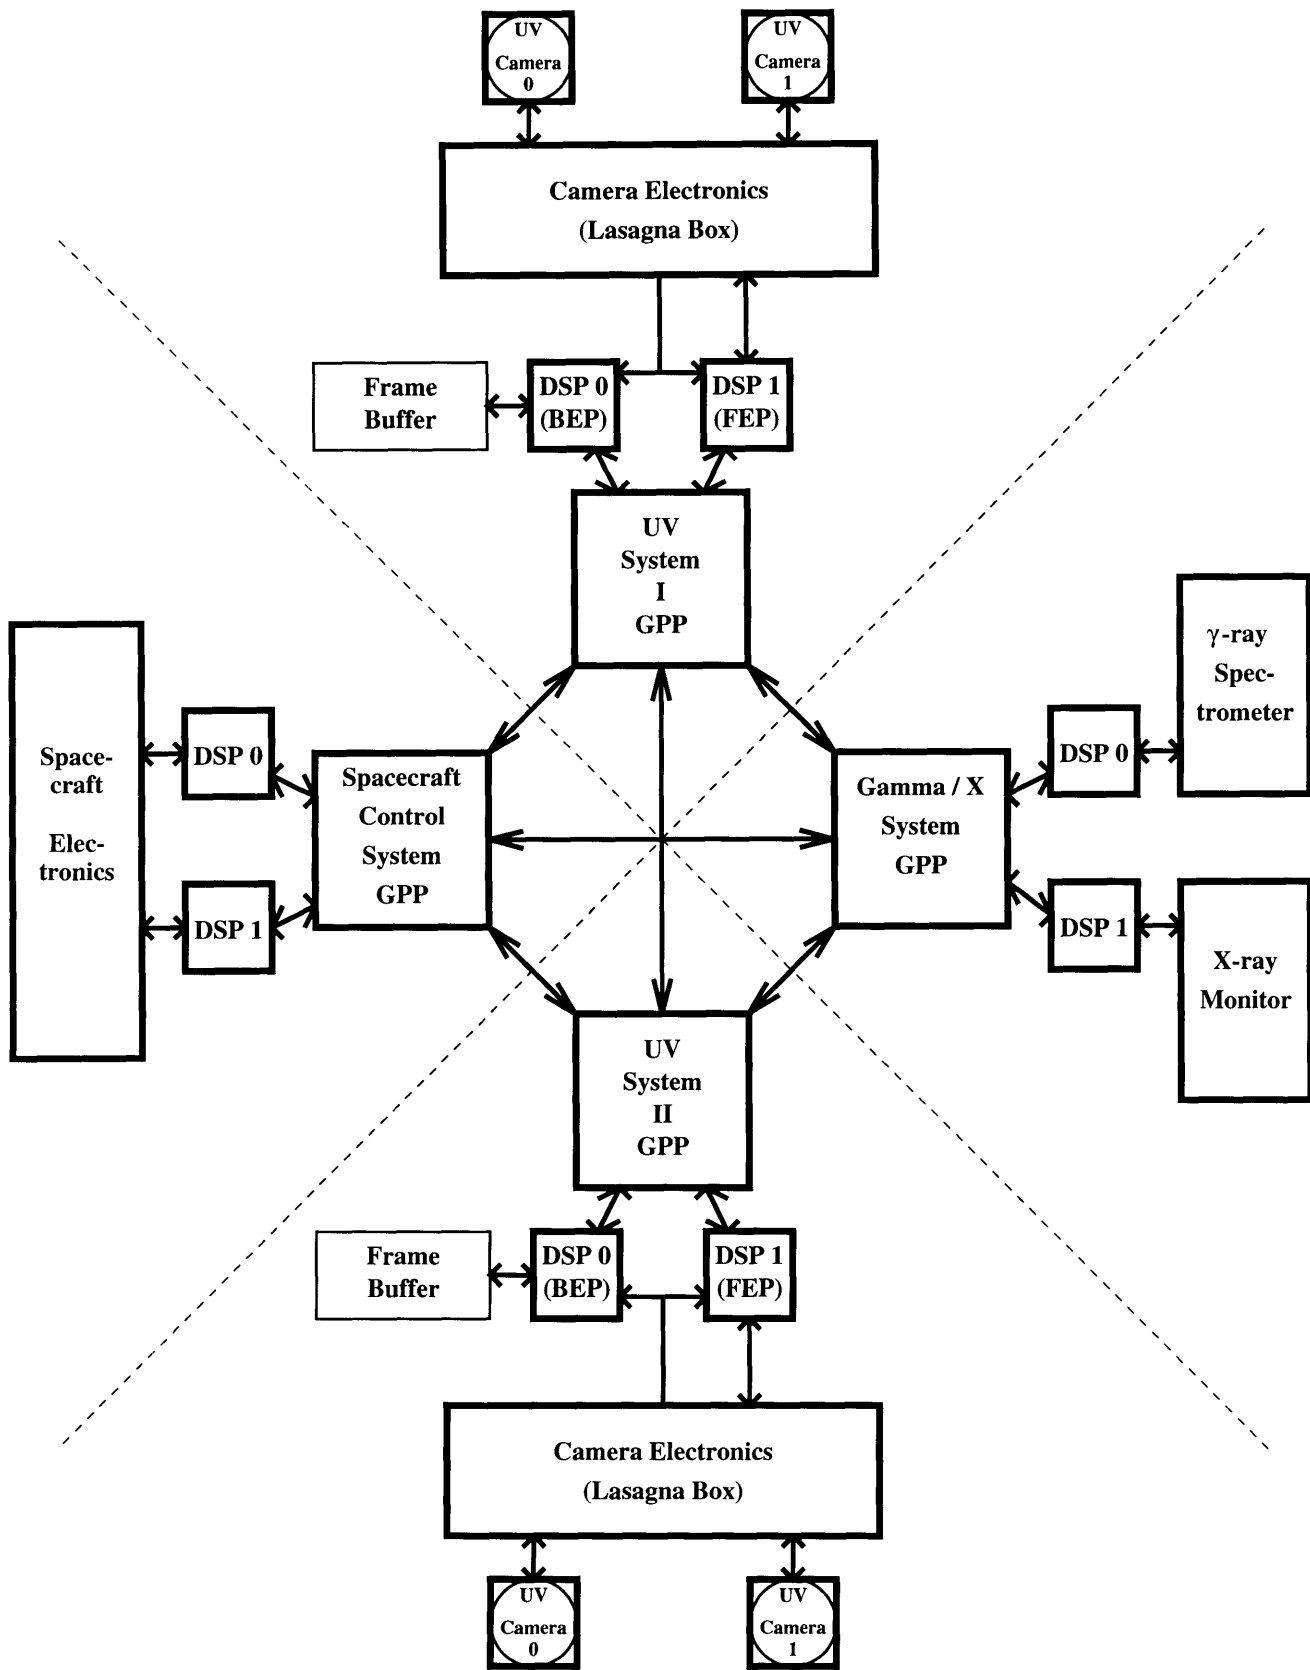 UV
Camera
0
UV
Camera
1
Camera Electronics
(Lasagna Box)
Frame
Buffer
DSP 0
(BEP)
DSP 1
(FEP)
UV
System
I
GPP
Space-
craft
Elec-
tronics
DSP 0
DSP 1
Spacecraft
Control
System
GPP
Gamma / X
System
GPP
DSP 0
DSP 1
γ-ray
Spec-
trometer
X-ray
Monitor
UV
System
II
GPP
Frame
Buffer
DSP 0
(BEP)
DSP 1
(FEP)
Camera Electronics
(Lasagna Box)
UV
Camera
0
UV
Camera
1